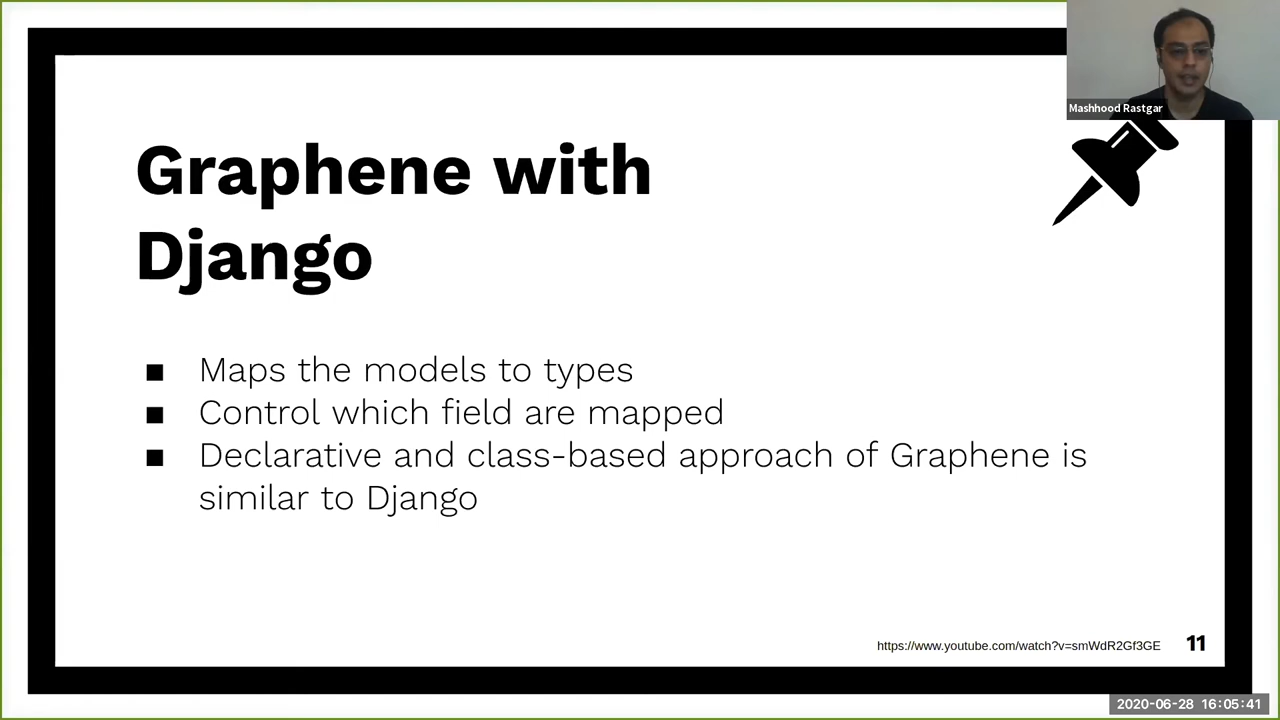 Mashhood Rastgar
Graphene with
Django
■ Maps the models to types
■ Control which field are mapped
■ Declarative and class-based approach of Graphene is
similar to Django
https://www.youtube.com/watch?v=smWdR2Gf3GE
11
2020-06-28 16:05:41